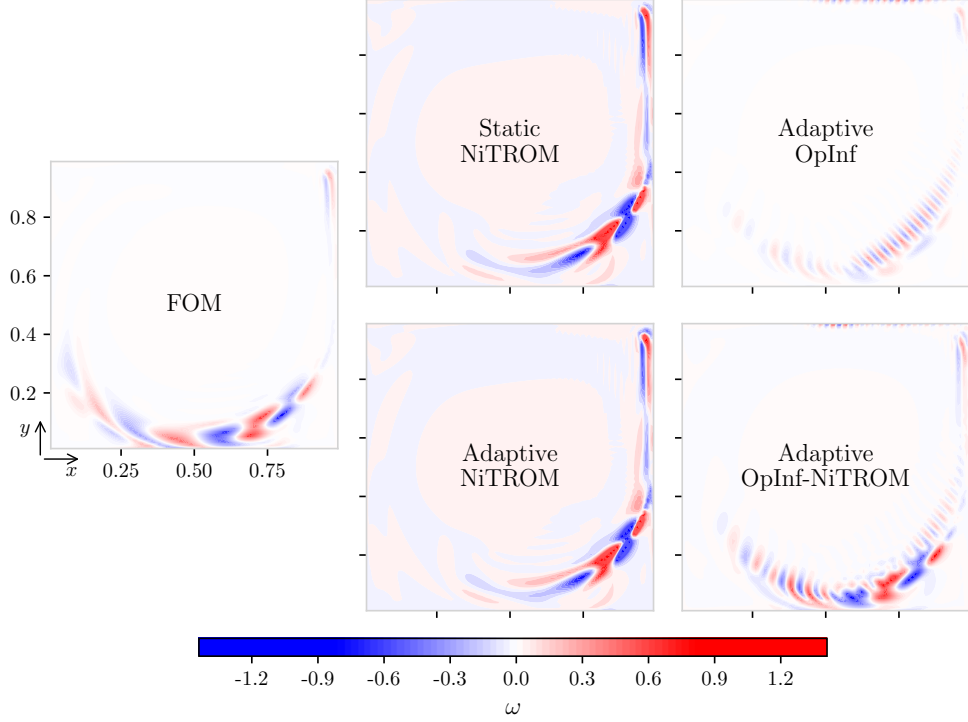 Static
NiTROM
Adaptive
OpInf
FOM
0.8
0.6
0.4
0.2
y
x
0.25
0.50
0.75
Adaptive
NiTROM
Adaptive
OpInf-NiTROM
-1.2
-0.9
-0.6
-0.3
0.0
0.3
0.6
0.9
1.2
ω